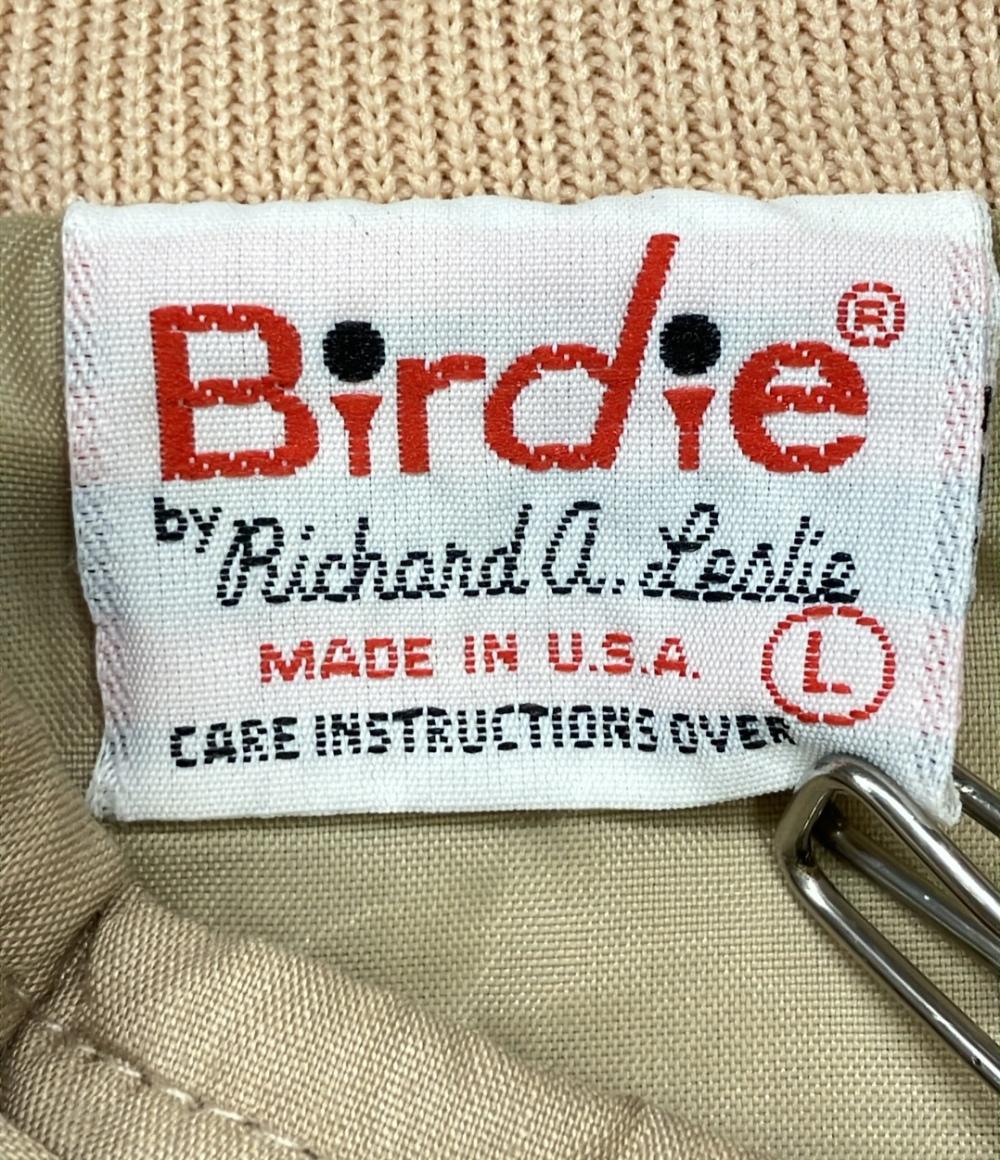 Birdie®
by Richard A. Leslie
MADE IN U.S.A. L
CARE INSTRUCTIONS OVER